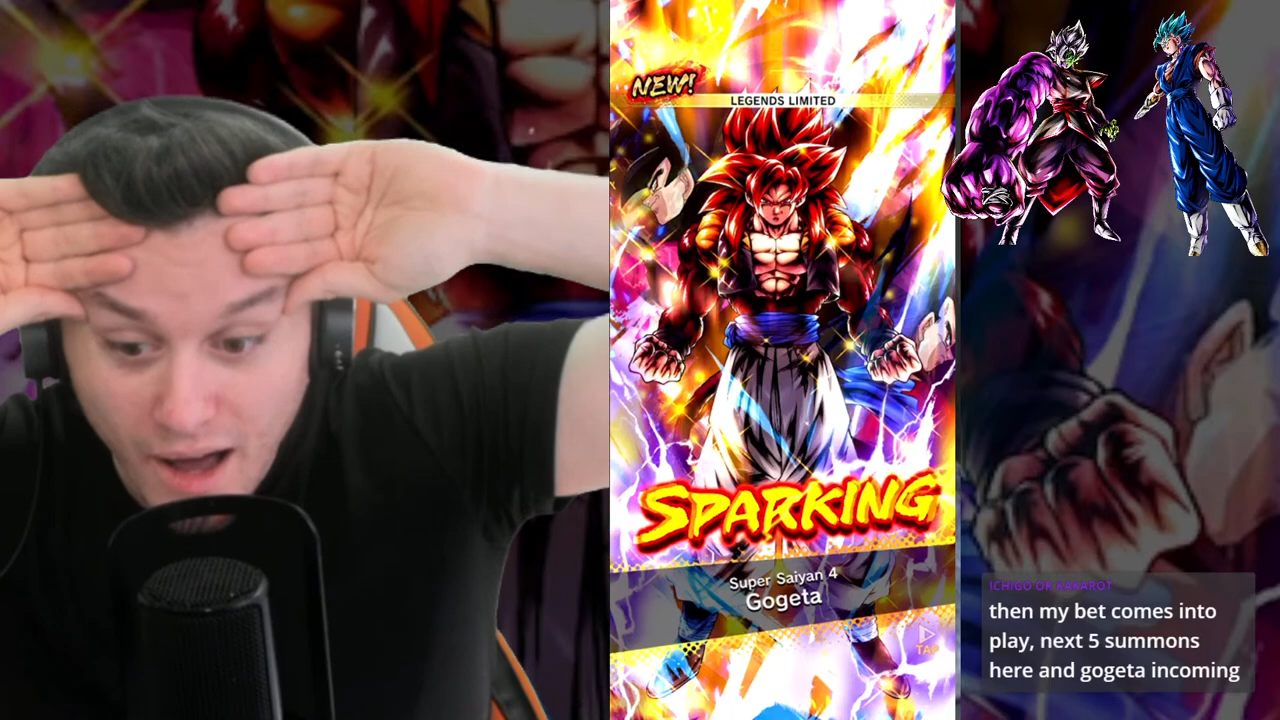 NEW!
LEGENDS LIMITED
SPARKING
Super Saiyan 4
Gogeta
TAP
ICHIGO OR KAKAROT
then my bet comes into
play, next 5 summons
here and gogeta incoming